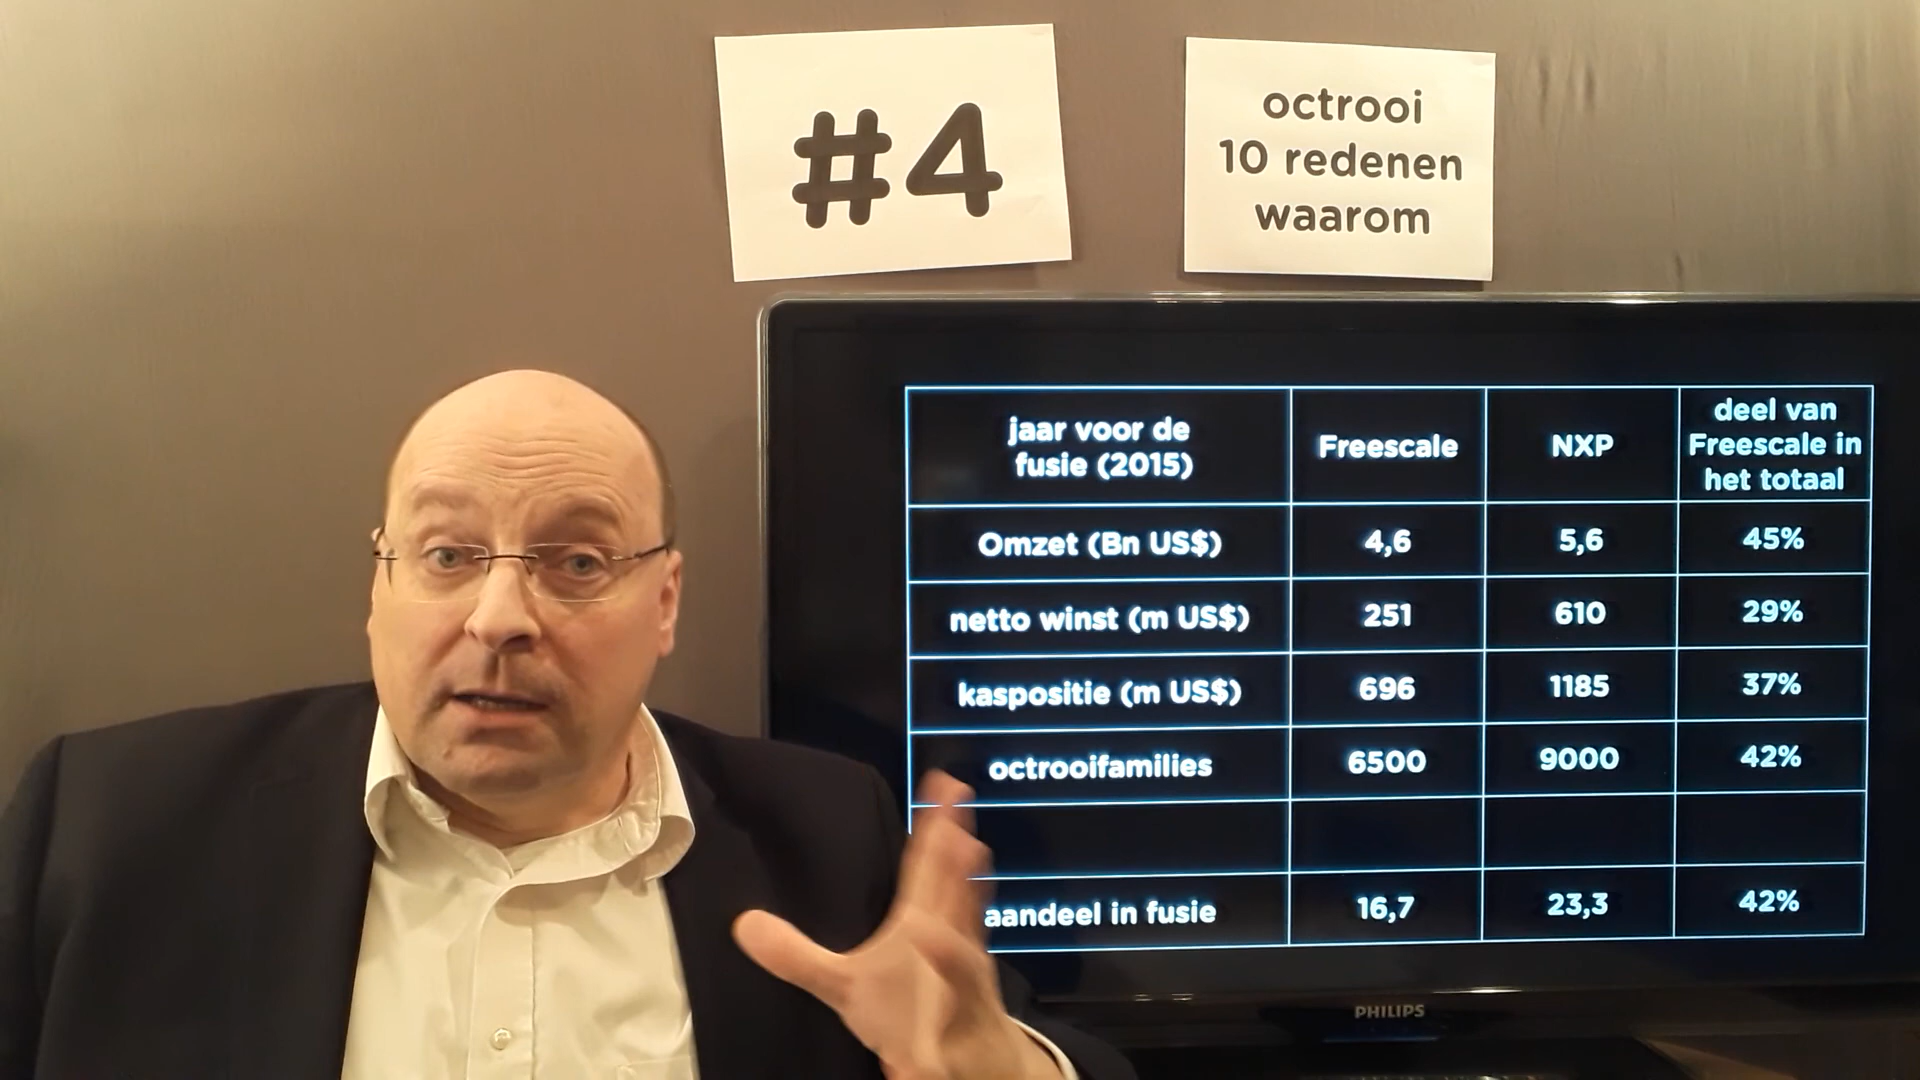 #4
octrooi
10 redenen
waarom
jaar voor de
fusie (2015)
Freescale
NXP
deel van
Freescale in
het totaal
Omzet (Bn US$) 4,6 5,6 45%
netto winst (m US$) 251 610 29%
kaspositie (m US$) 696 1185 37%
octrooifamilies 6500 9000 42%
aandeel in fusie 16,7 23,3 42%
PHILIPS